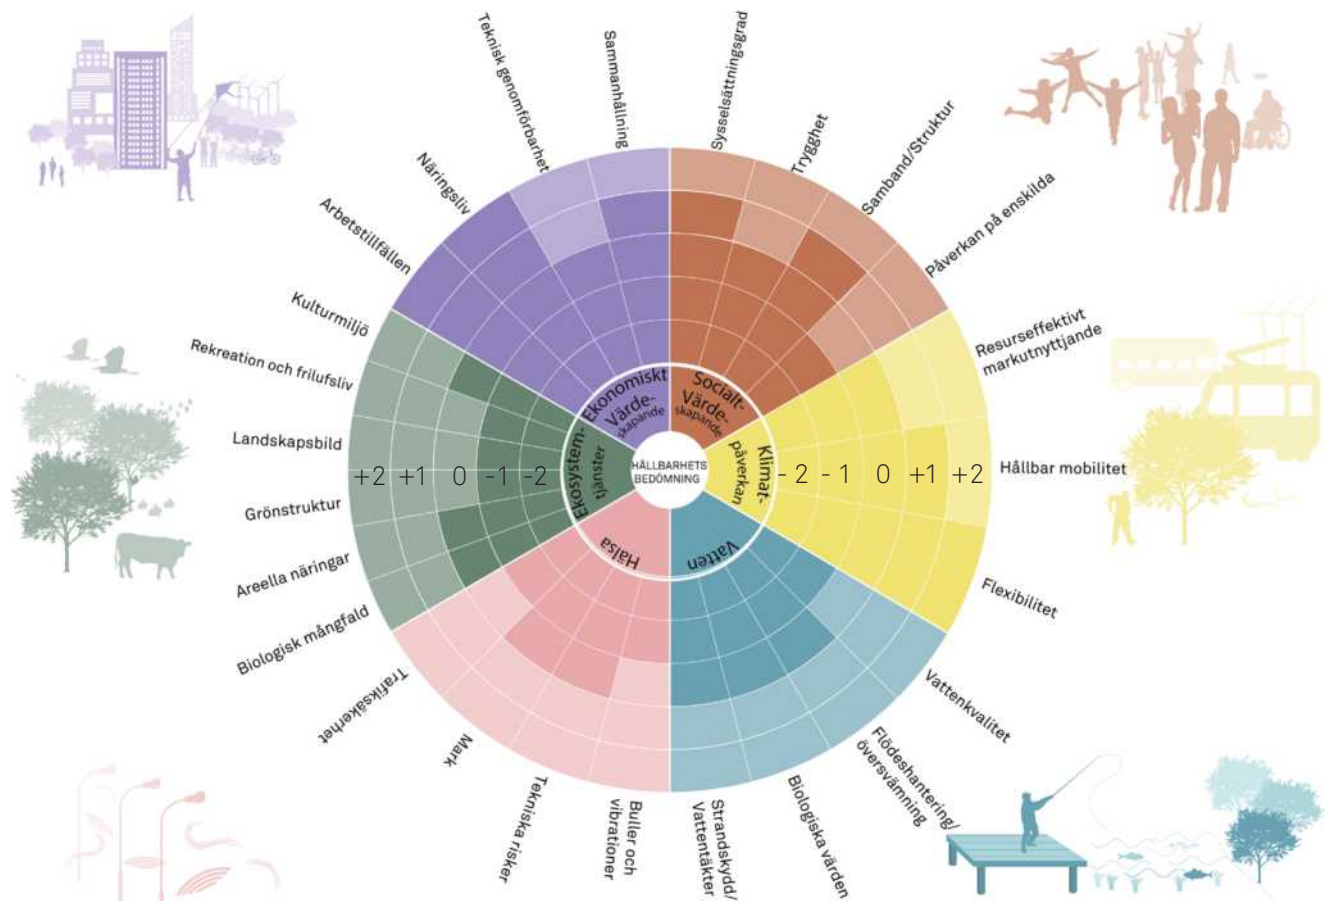 Teknisk genomförbarhet
Sammanhållning
Sysselsättningsgrad
Trygghet
Samband/Struktur
Påverkan på enskilda
Näringsliv
Arbetstillfällen
Kulturmiljö
Rekreation och frilufsliv
Landskapsbild
Grönstruktur
Areella näringar
Biologisk mångfald
Resurseffektivt
markutnyttjande
Hållbar mobilitet
Flexibilitet
Ekonomiskt
Värde-
skapande
Socialt-
Värde-
skapande
Ekosystem-
tjänster
HÅLLBARHETS
BEDÖMNING
Klimat-
påverkan
Hälsa
Vatten
+2 +1 0 -1 -2
- 2 - 1 0 +1 +2
Trafiksäkerhet
Mark
Tekniska risker
Buller och
vibrationer
Strandskydd/
Vattentäkter
Biologiska värden
Flödeshantering/
översvämning
Vattenkvalitet